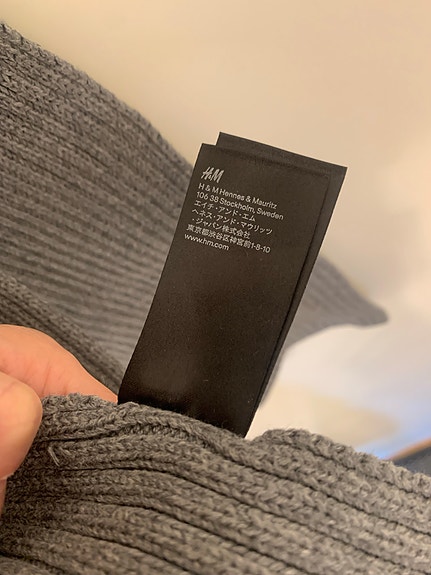 H&M
H & M Hennes & Mauritz
106 38 Stockholm, Sweden
エイチ・アンド・エム
ヘネス・アンド・マウリッツ
・ジャパン株式会社
東京都渋谷区神宮前1-8-10
www.hm.com